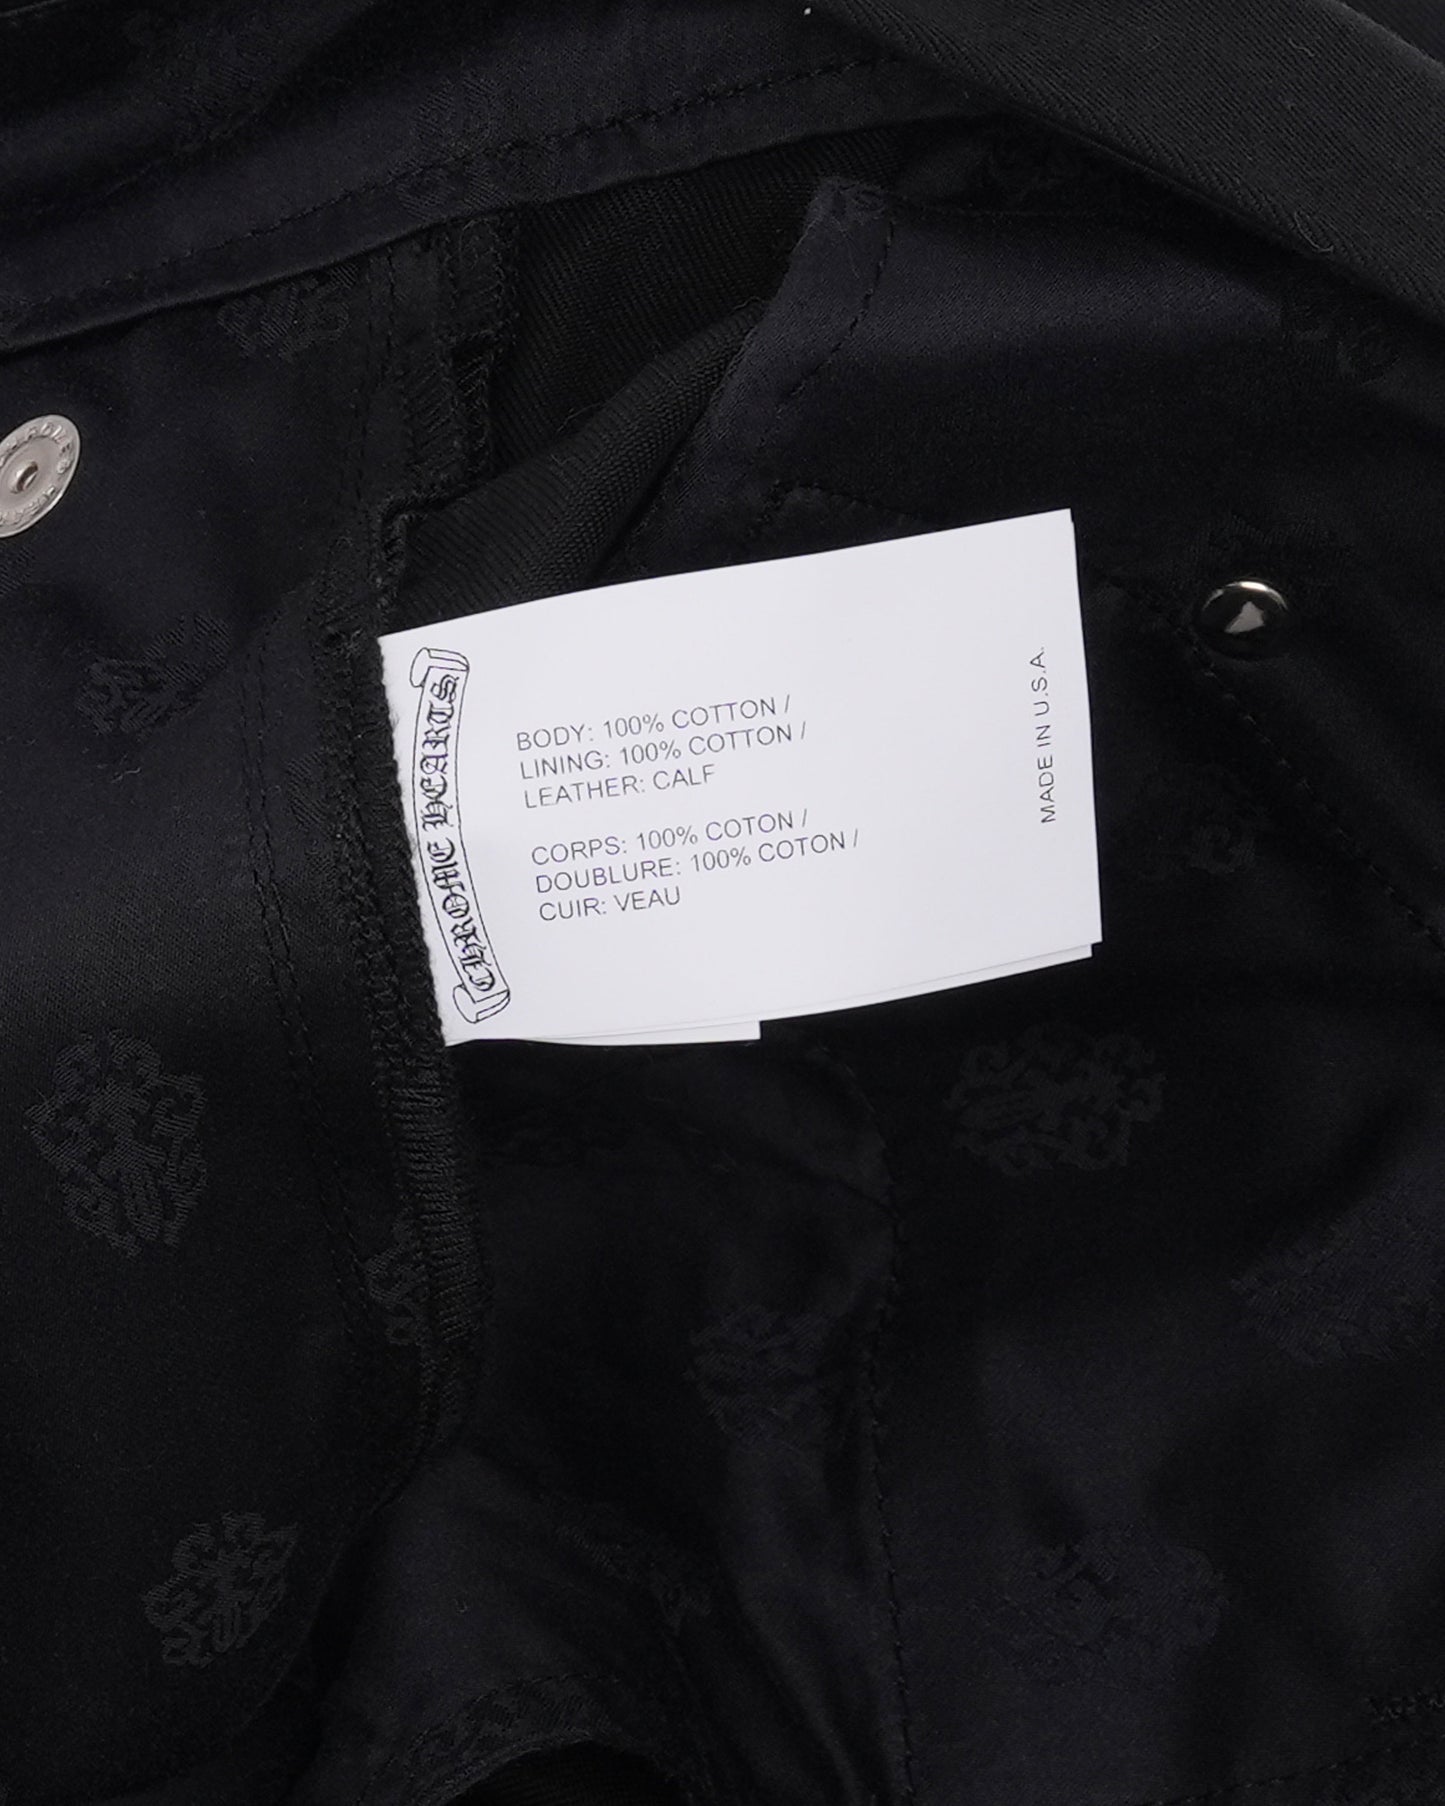 CHROME HEARTS
BODY: 100% COTTON /
LINING: 100% COTTON /
LEATHER: CALF
CORPS: 100% COTON /
DOUBLURE: 100% COTON /
CUIR: VEAU
MADE IN U.S.A.